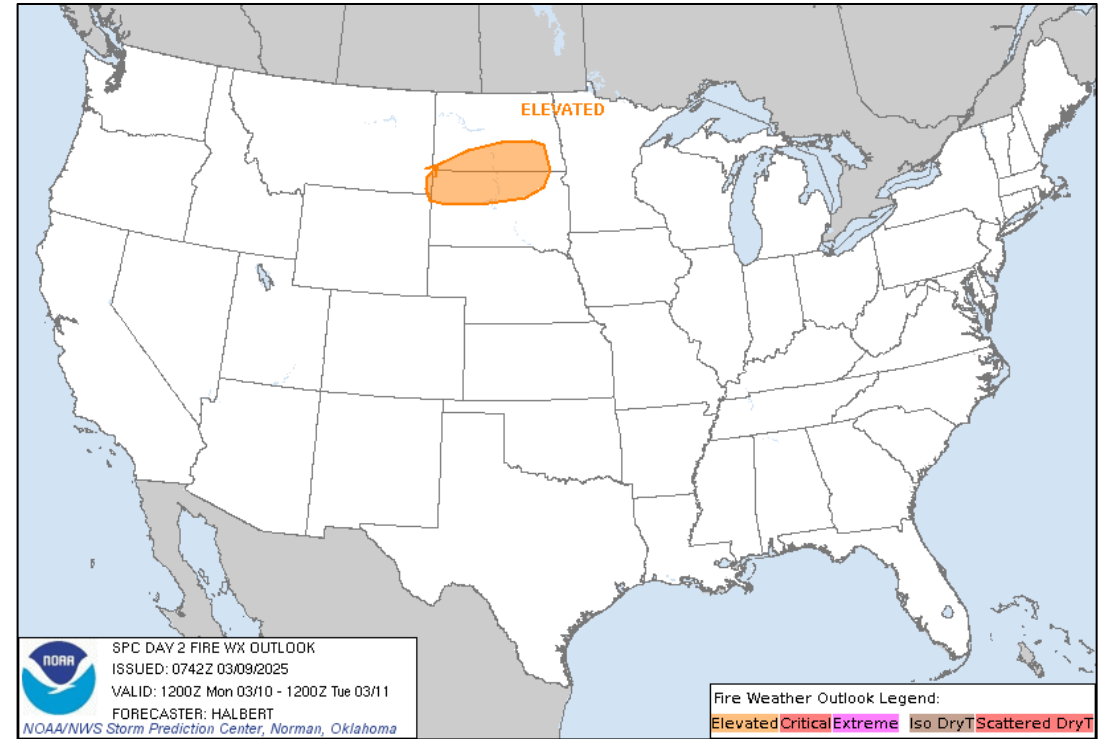 ELEVATED
NOAA
SPC DAY 2 FIRE WX OUTLOOK
ISSUED: 0742Z 03/09/2025
VALID: 1200Z Mon 03/10 - 1200Z Tue 03/11
FORECASTER: HALBERT
NOAA/NWS Storm Prediction Center, Norman, Oklahoma
Fire Weather Outlook Legend:
Elevated Critical Extreme Iso DryT Scattered DryT